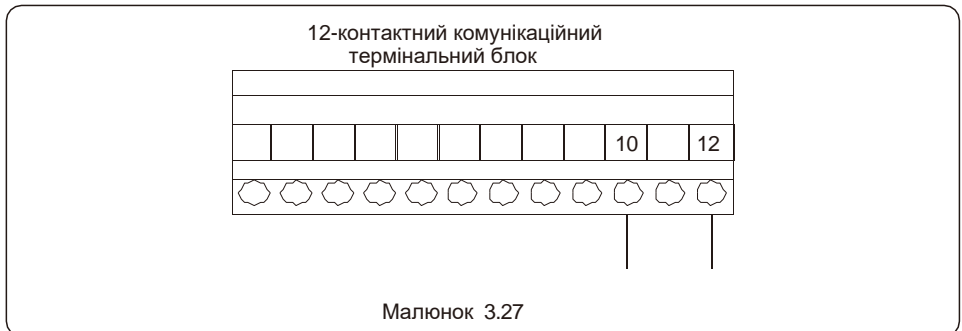 12-контактний комунікаційний
термінальний блок
10 12
Малюнок 3.27